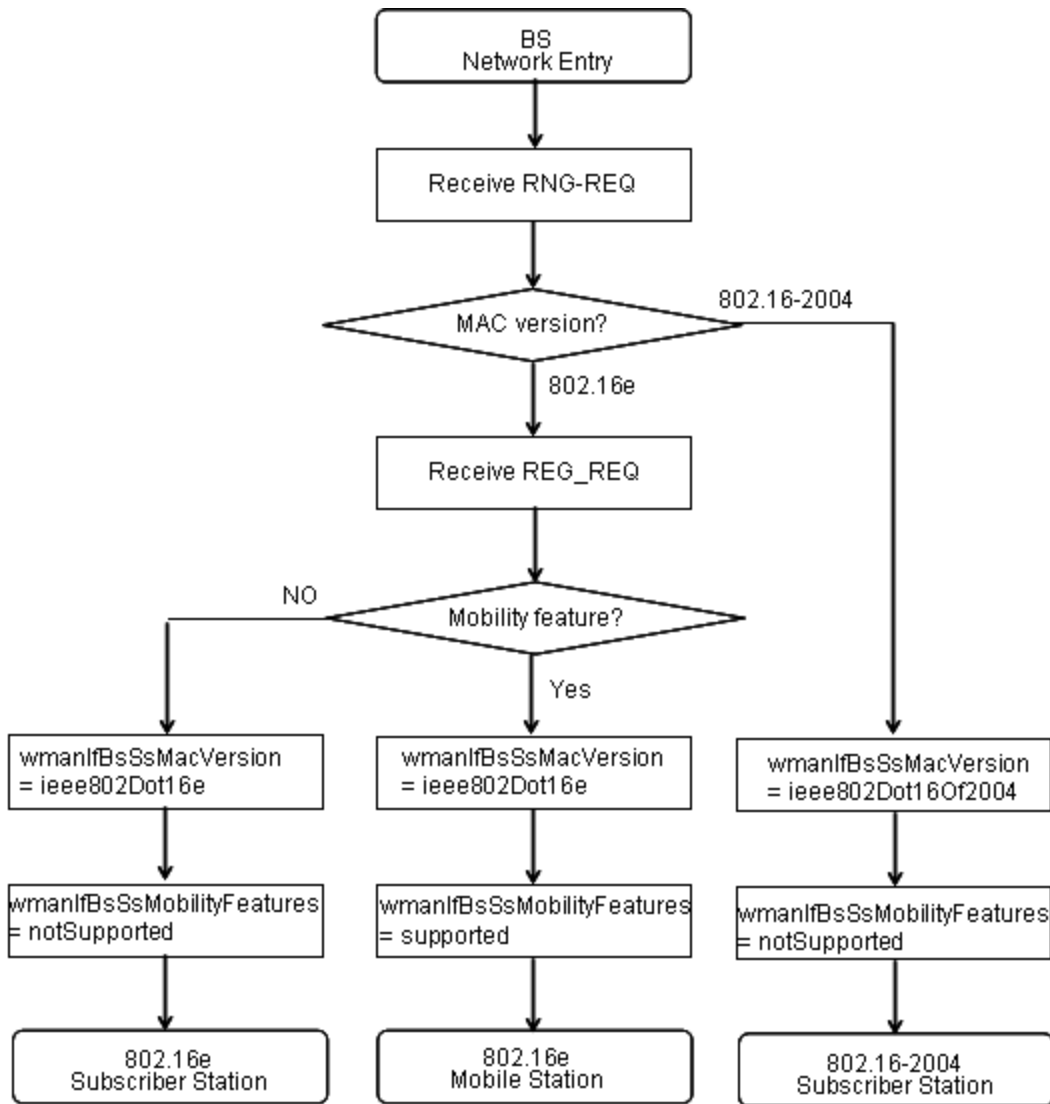 BS
Network Entry
Receive RNG-REQ
802.16-2004
MAC version?
802.16e
Receive REG_REQ
NO
Mobility feature?
Yes
wmanIfBsSsMacVersion
= ieee802Dot16e
wmanIfBsSsMacVersion
= ieee802Dot16e
wmanIfBsSsMacVersion
= ieee802Dot16Of2004
wmanIfBsSsMobilityFeatures
= notSupported
wmanIfBsSsMobilityFeatures
= supported
wmanIfBsSsMobilityFeatures
= notSupported
802.16e
Subscriber Station
802.16e
Mobile Station
802.16-2004
Subscriber Station